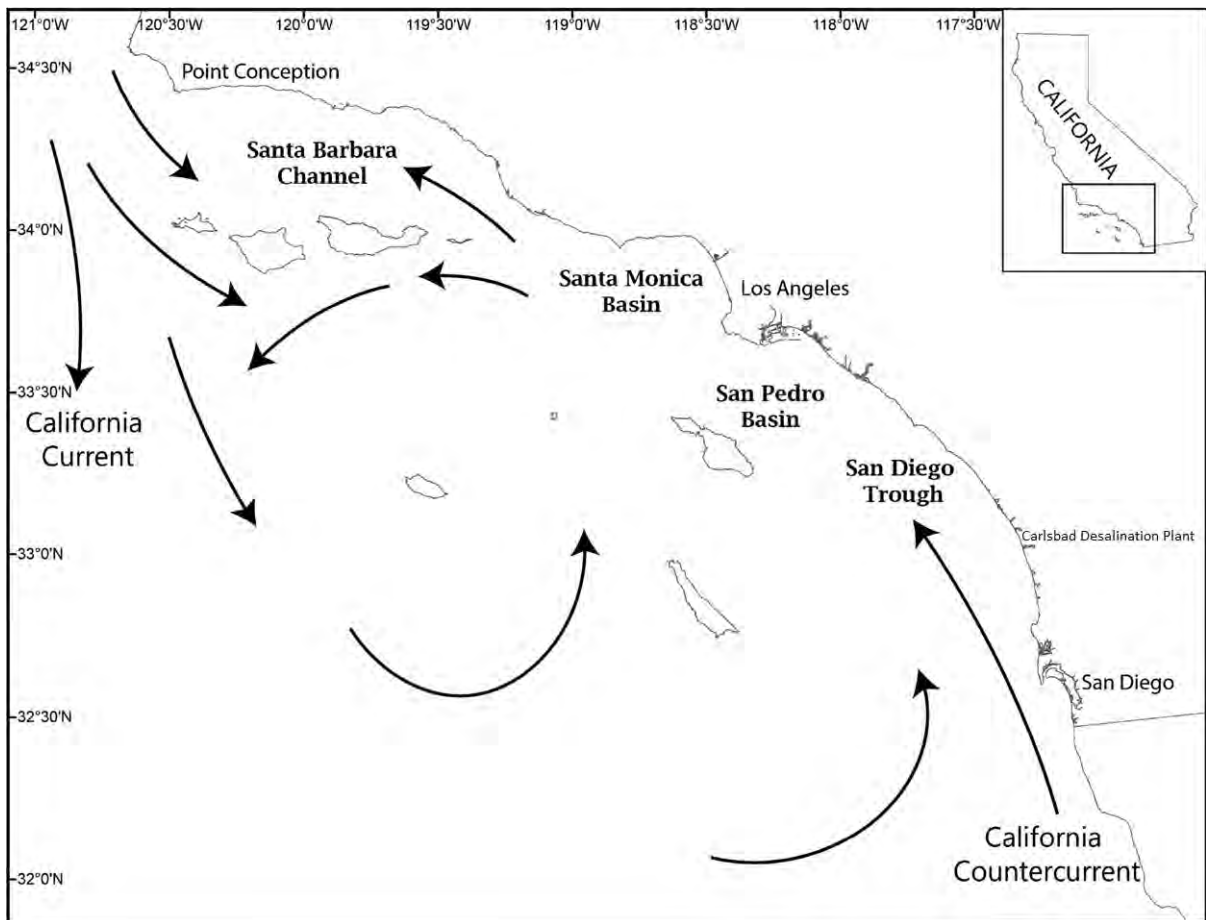 121°0'W
120°30'W
120°0'W
119°30'W
119°0'W
118°30'W
118°0'W
117°30'W
34°30'N
34°0'N
33°30'N
33°0'N
32°30'N
32°0'N
Point Conception
Santa Barbara
Channel
Santa Monica
Basin
Los Angeles
San Pedro
Basin
California
Current
San Diego
Trough
Carlsbad Desalination Plant
San Diego
California
Countercurrent
CALIFORNIA